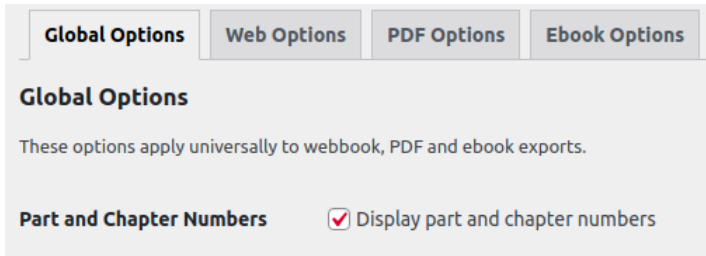 Global Options Web Options PDF Options Ebook Options
Global Options
These options apply universally to webbook, PDF and ebook exports.
Part and Chapter Numbers Display part and chapter numbers